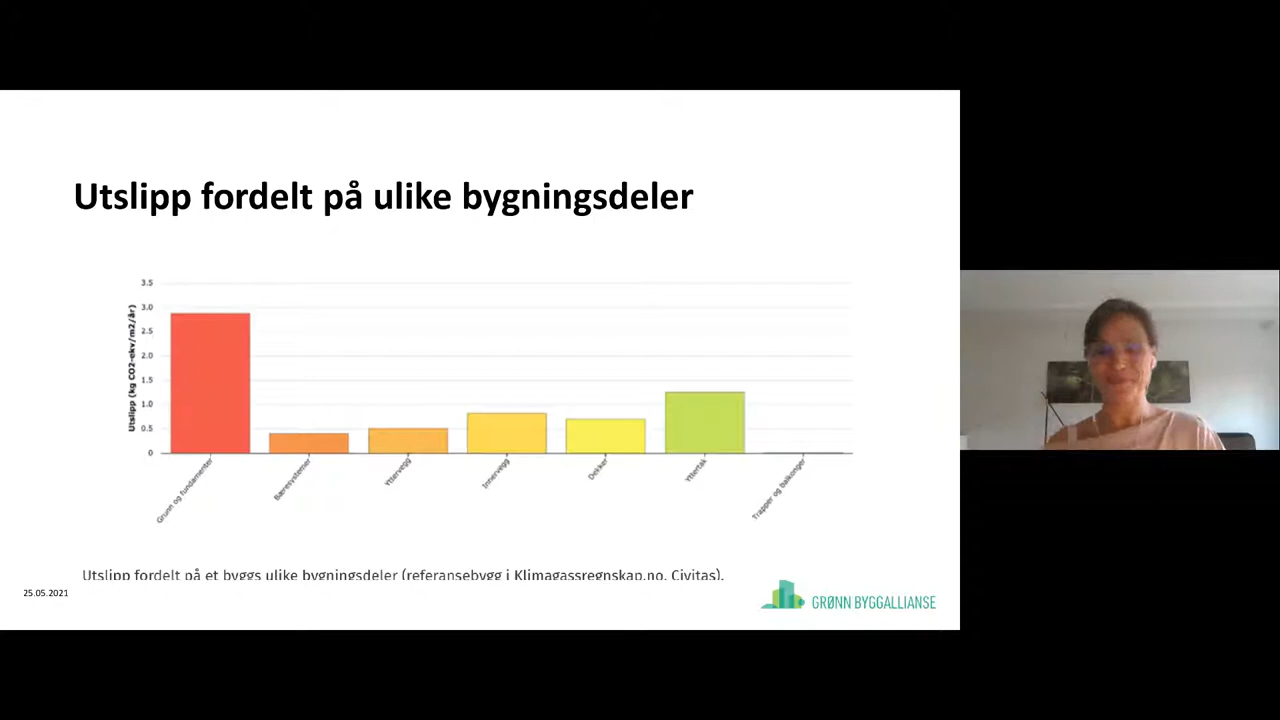 Utslipp fordelt på ulike bygningsdeler
Utslipp (kg CO2-ekv/m2/år)
3.5
3.0
2.5
2.0
1.5
1.0
0.5
0
Grunn og fundamenter
Bæresystemer
Yttervegg
Innervegg
Dekker
Yttertak
Trapper og balkonger
Utslipp fordelt på et byggs ulike bygningsdeler (referansebygg i Klimagassregnskap.no. Civitas).
25.05.2021
GRØNN BYGGALLIANSE